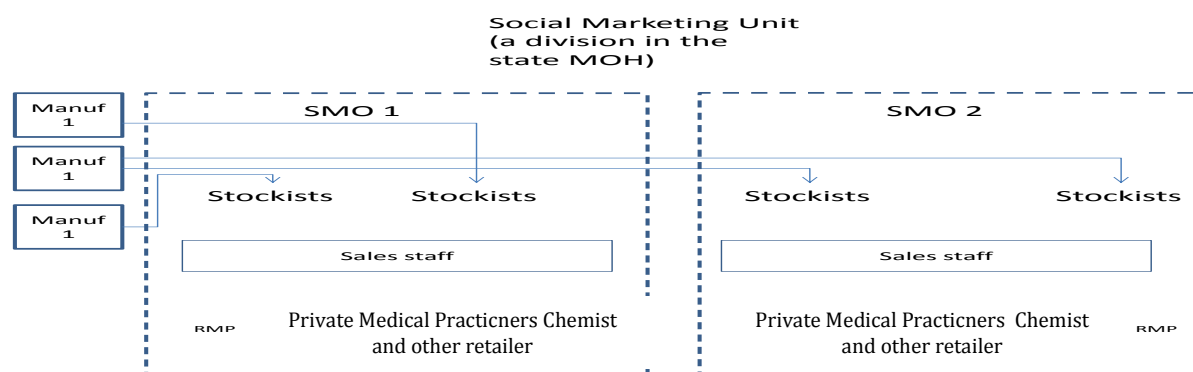 Social Marketing Unit
(a division in the
state MOH)
Manuf
1
SMO 1
SMO 2
Manuf
1
Stockists
Stockists
Stockists
Stockists
Manuf
1
Sales staff
Sales staff
RMP
Private Medical Practicners Chemist
and other retailer
Private Medical Practicners Chemist
and other retailer
RMP